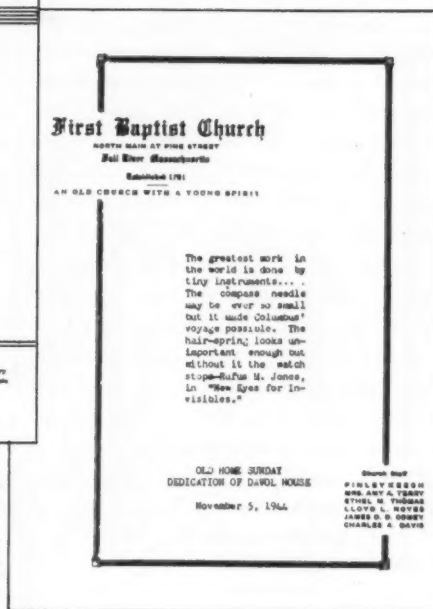 First Baptist Church
NORTH MAIN AT PINE STREET
Fall River Massachusetts
Established 1781
AN OLD CHURCH WITH A YOUNG SPIRIT
The greatest work in
the world is done by
tiny instruments... .
The compass needle
may be ever so small
but it made Columbus'
voyage possible. The
hair-spring looks un-
important enough but
without it the watch
stops—Rufus M. Jones,
in "New Eyes for In-
visibles."
OLD HOME SUNDAY
DEDICATION OF DAWOL HOUSE
November 5, 1944
Church Staff
FINLEY KEECH
MRS. AMY A. TERRY
ETHEL M. THOMAS
LLOYD L. NOYES
JAMES O. D.
CHARLES A. DAVIS